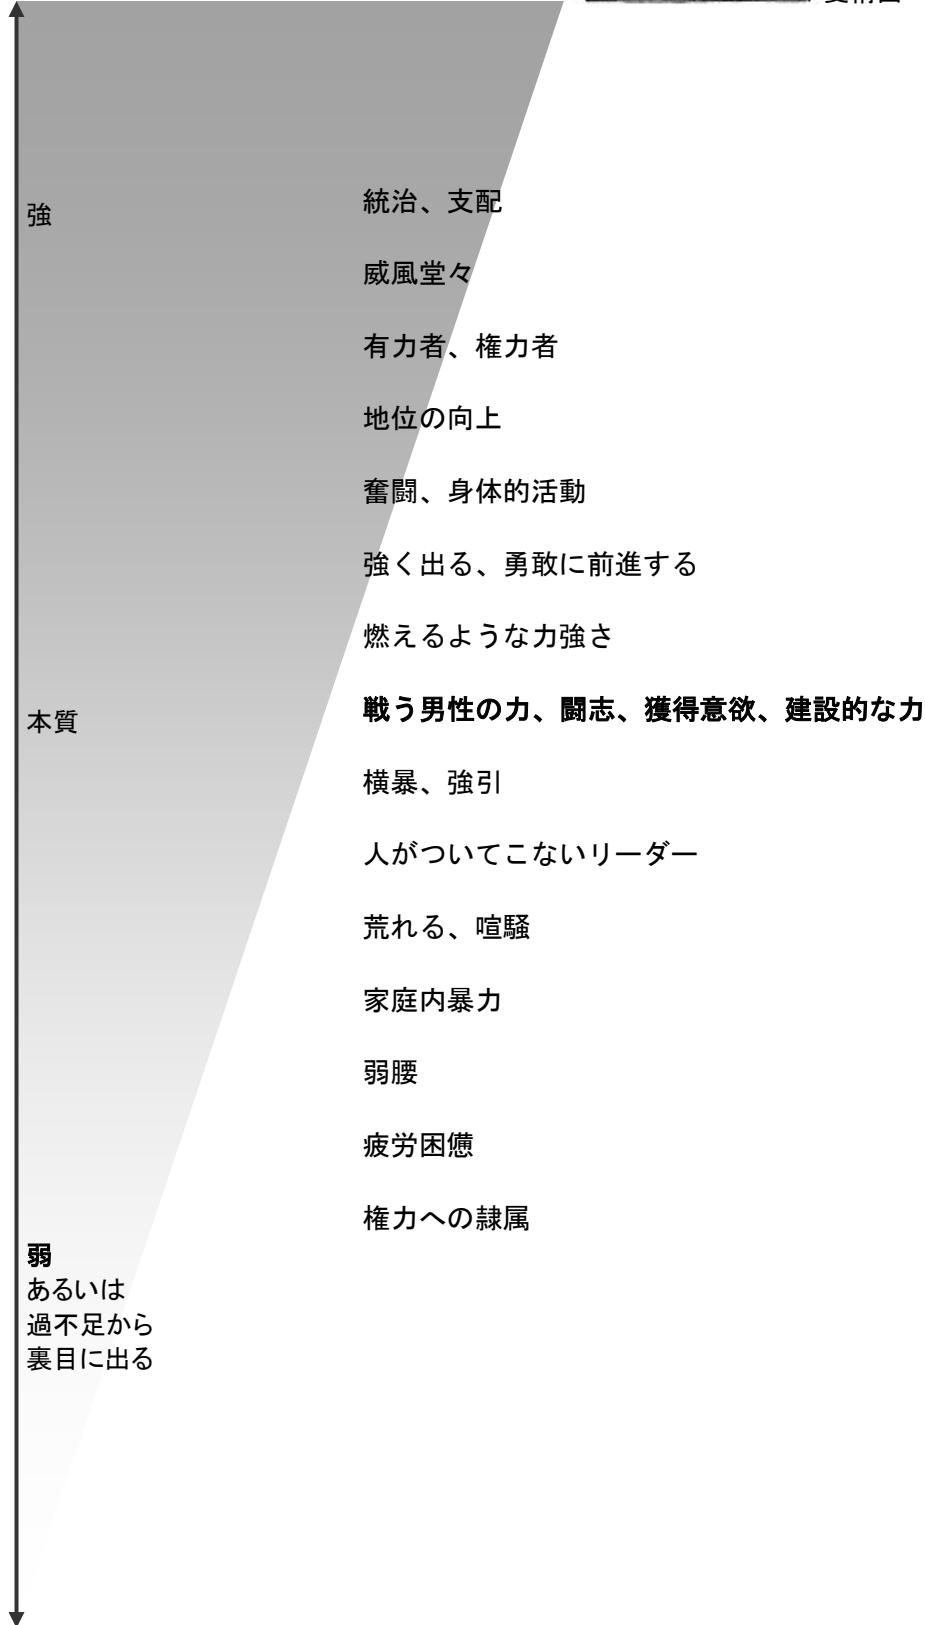 強
統治、支配
威風堂々
有力者、権力者
地位の向上
奮闘、身体的活動
強く出る、勇敢に前進する
燃えるような力強さ
本質
戦う男性の力、闘志、獲得意欲、建設的な力
横暴、強引
人がついてこないリーダー
荒れる、喧騒
家庭内暴力
弱腰
疲労困憊
権力への隷属
弱
あるいは
過不足から
裏目に出る